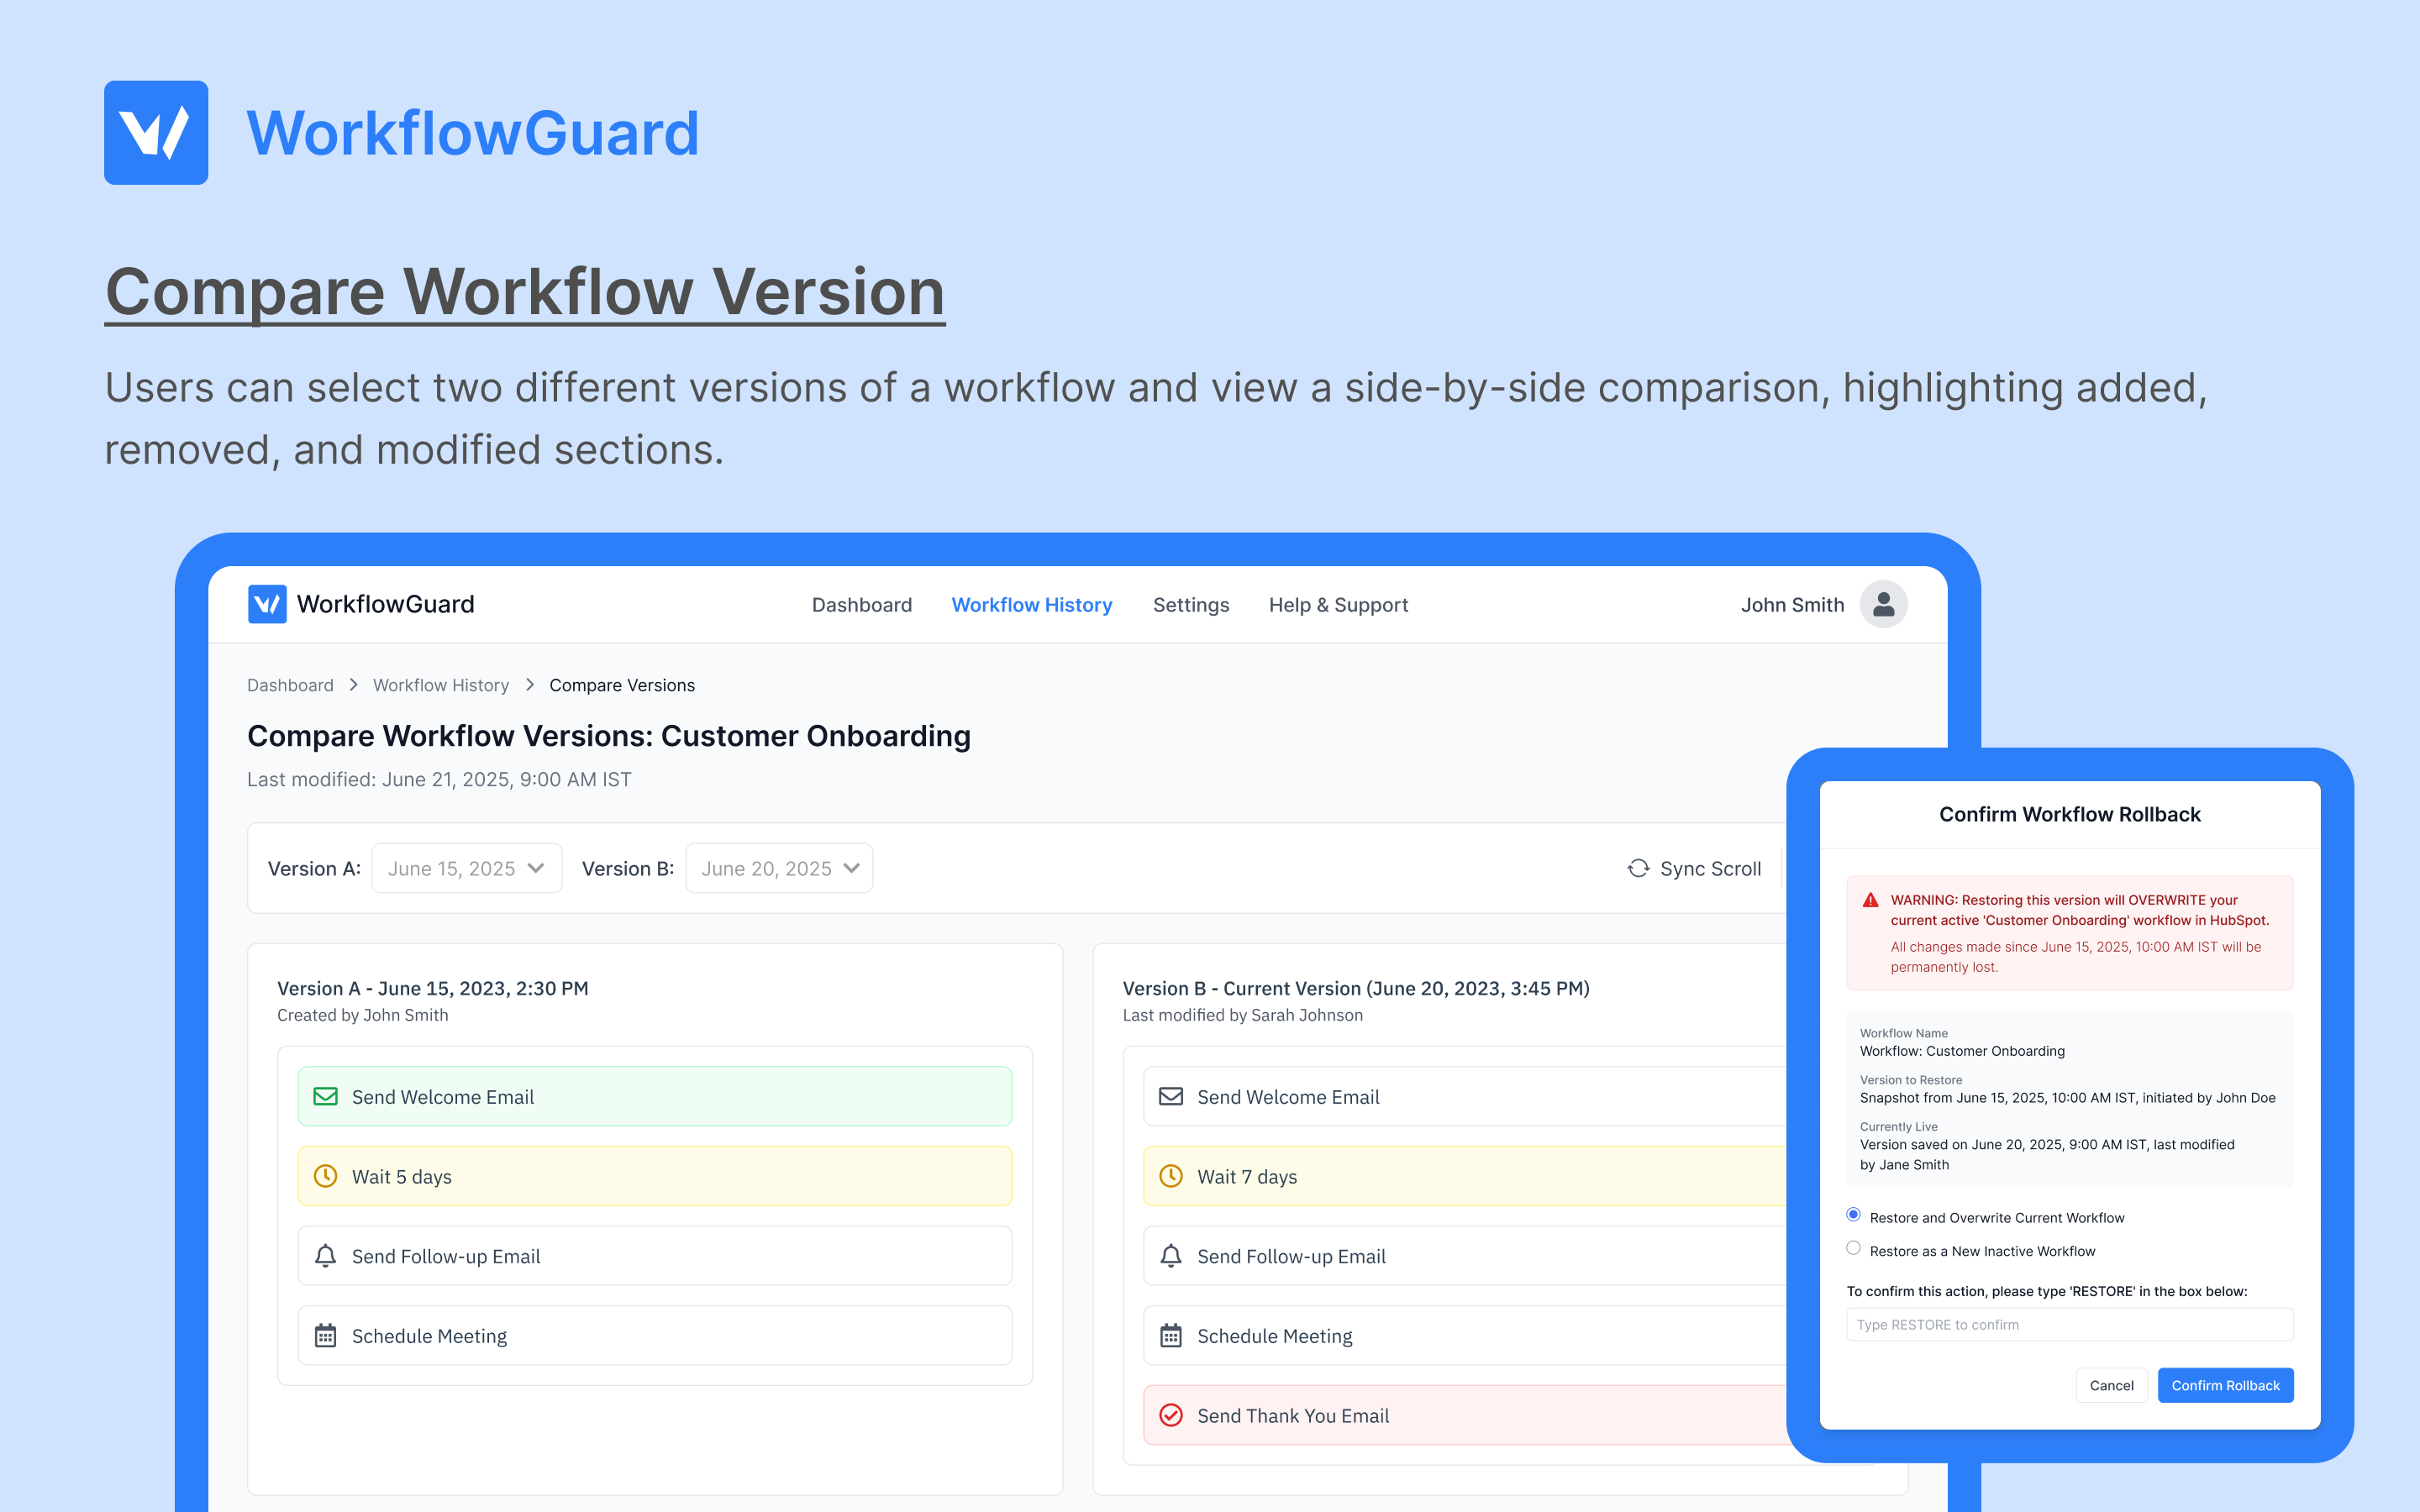 WorkflowGuard
Compare Workflow Version
Users can select two different versions of a workflow and view a side-by-side comparison, highlighting added,
removed, and modified sections.
WorkflowGuard
Dashboard
Workflow History
Settings
Help & Support
John Smith
Dashboard > Workflow History > Compare Versions
Compare Workflow Versions: Customer Onboarding
Last modified: June 21, 2025, 9:00 AM IST
Version A: June 15, 2025
Version B: June 20, 2025
Sync Scroll
Version A - June 15, 2023, 2:30 PM
Created by John Smith
Send Welcome Email
Wait 5 days
Send Follow-up Email
Schedule Meeting
Version B - Current Version (June 20, 2023, 3:45 PM)
Last modified by Sarah Johnson
Send Welcome Email
Wait 7 days
Send Follow-up Email
Schedule Meeting
Send Thank You Email
Confirm Workflow Rollback
WARNING: Restoring this version will OVERWRITE your
current active 'Customer Onboarding' workflow in HubSpot.
All changes made since June 15, 2025, 10:00 AM IST will be
permanently lost.
Workflow Name
Workflow: Customer Onboarding
Version to Restore
Snapshot from June 15, 2025, 10:00 AM IST, initiated by John Doe
Currently Live
Version saved on June 20, 2025, 9:00 AM IST, last modified
by Jane Smith
Restore and Overwrite Current Workflow
Restore as a New Inactive Workflow
To confirm this action, please type 'RESTORE' in the box below:
Type RESTORE to confirm
Cancel
Confirm Rollback